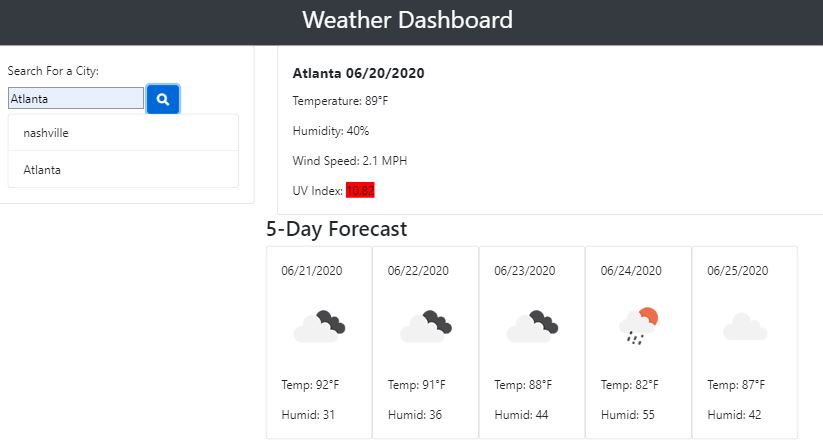 Weather Dashboard
Search For a City:
Atlanta
nashville
Atlanta
Atlanta 06/20/2020
Temperature: 89°F
Humidity: 40%
Wind Speed: 2.1 MPH
UV Index: 10.82
5-Day Forecast
06/21/2020
Temp: 92°F
Humid: 31
06/22/2020
Temp: 91°F
Humid: 36
06/23/2020
Temp: 88°F
Humid: 44
06/24/2020
Temp: 82°F
Humid: 55
06/25/2020
Temp: 87°F
Humid: 42